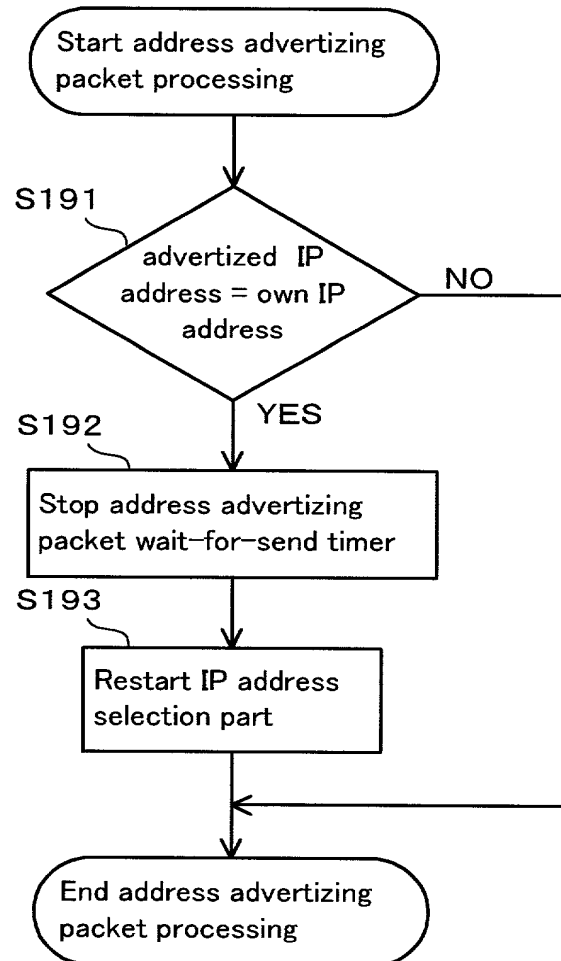 Start address advertizing
packet processing
S191
advertized IP
address = own IP
address
NO
YES
S192
Stop address advertizing
packet wait-for-send timer
S193
Restart IP address
selection part
End address advertizing
packet processing